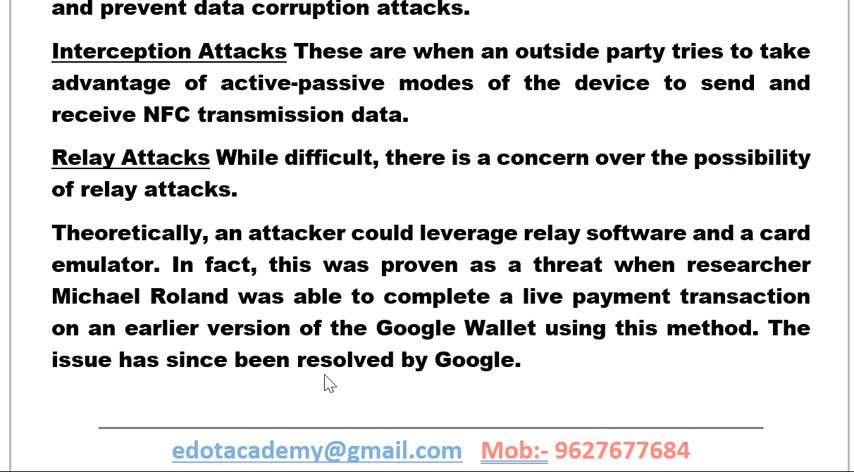 and prevent data corruption attacks.
Interception Attacks These are when an outside party tries to take
advantage of active-passive modes of the device to send and
receive NFC transmission data.
Relay Attacks While difficult, there is a concern over the possibility
of relay attacks.
Theoretically, an attacker could leverage relay software and a card
emulator. In fact, this was proven as a threat when researcher
Michael Roland was able to complete a live payment transaction
on an earlier version of the Google Wallet using this method. The
issue has since been resolved by Google.
edotacademy@gmail.com Mob:- 9627677684